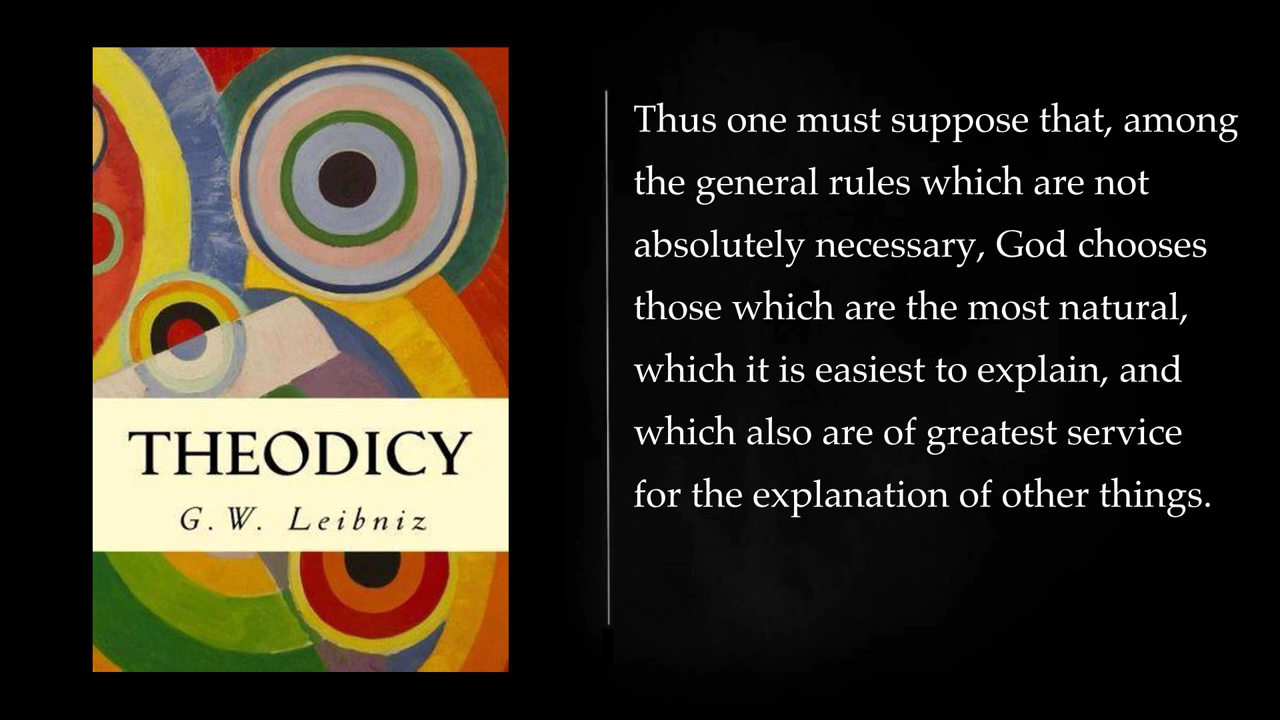 THEODICY
G. W. Leibniz
Thus one must suppose that, among
the general rules which are not
absolutely necessary, God chooses
those which are the most natural,
which it is easiest to explain, and
which also are of greatest service
for the explanation of other things.